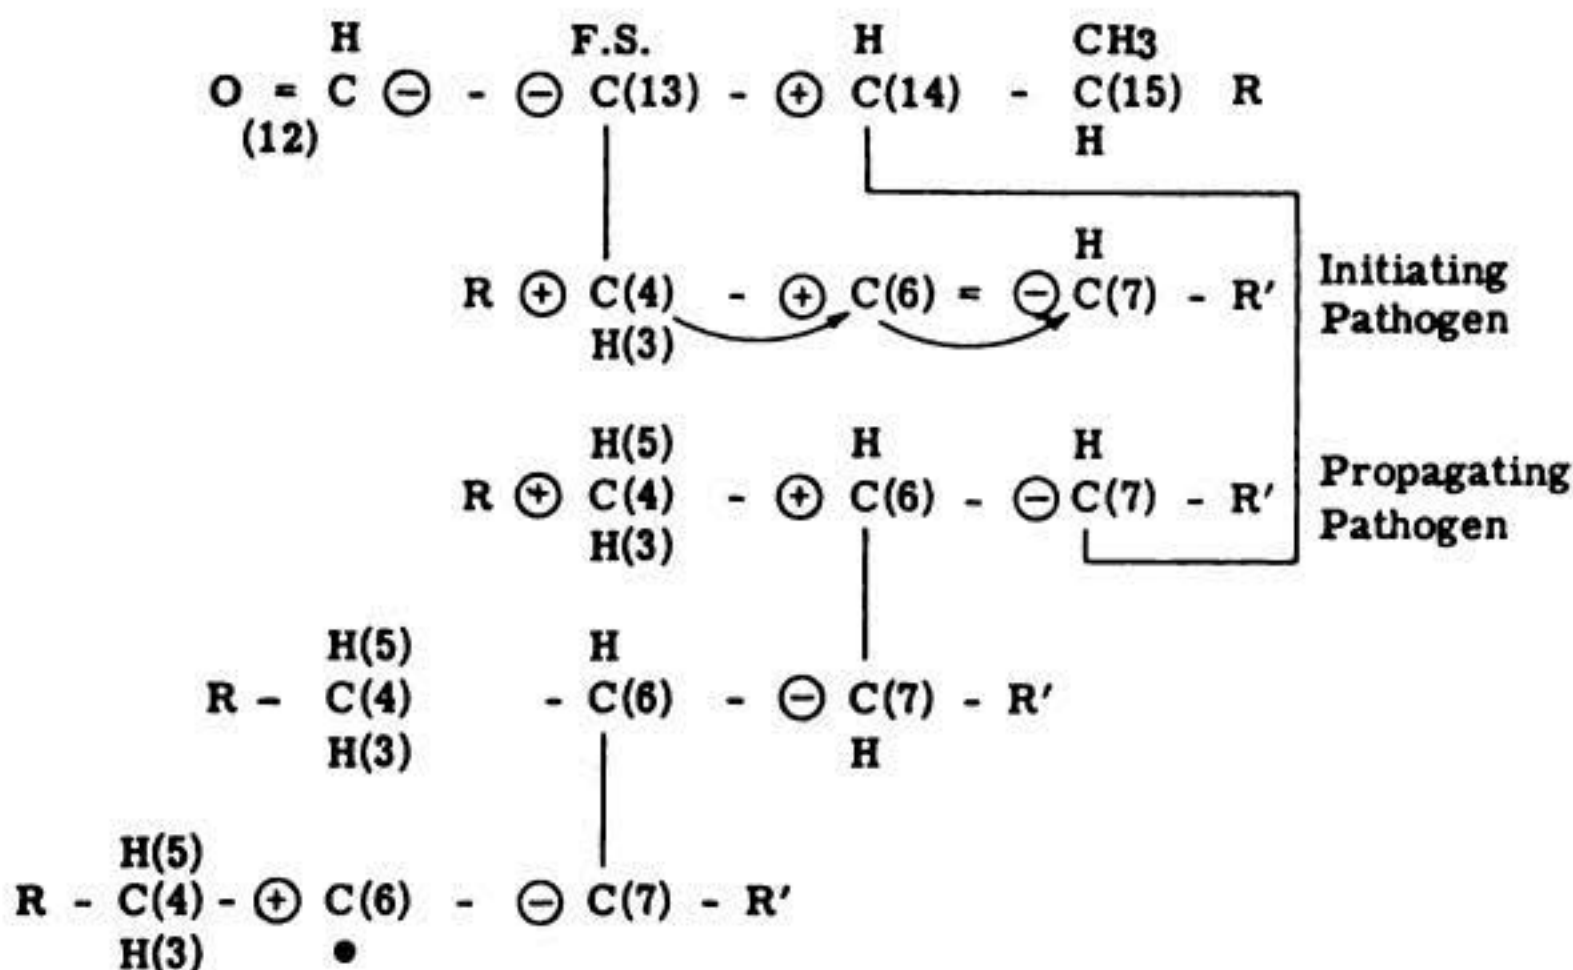 H F.S. H CH3
O = C ⊖ - ⊖ C(13) - ⊕ C(14) - C(15) R
(12) H
H
R ⊕ C(4) - ⊕ C(6) = ⊖ C(7) - R'
H(3)
Initiating
Pathogen
H(5) H H
R ⊕ C(4) - ⊕ C(6) - ⊖ C(7) - R'
H(3)
Propagating
Pathogen
H(5) H
R - C(4) - C(6) - ⊖ C(7) - R'
H(3) H
H(5)
R - C(4) - ⊕ C(6) - ⊖ C(7) - R'
H(3) •